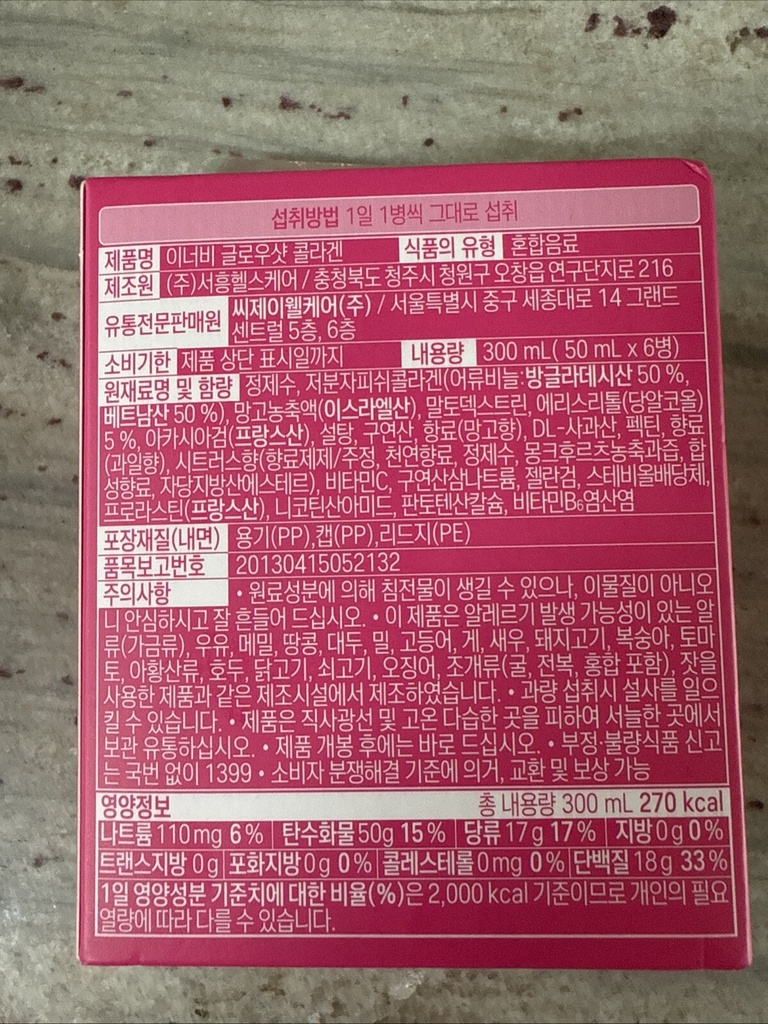 섭취방법 1일 1병씩 그대로 섭취
제품명 이너비 글로우샷 콜라겐 식품의 유형 혼합음료
제조원 (주)서흥헬스케어 / 충청북도 청주시 청원구 오창읍 연구단지로 216
유통전문판매원 씨제이웰케어(주) / 서울특별시 중구 세종대로 14 그랜드
센트럴 5층, 6층
소비기한 제품 상단 표시일까지 내용량 300 mL( 50 mL x 6병)
원재료명 및 함량 정제수, 저분자피쉬콜라겐(어류비늘:방글라데시산 50 %,
베트남산 50 %), 망고농축액(이스라엘산), 말토덱스트린, 에리스리톨(당알코올)
5 %, 아카시아검(프랑스산), 설탕, 구연산, 향료(망고향), DL-사과산, 펙틴, 향료
(과일향), 시트러스향(향료제제/주정, 천연향료, 정제수, 몽크후르츠농축과즙, 합
성향료, 자당지방산에스테르), 비타민C, 구연산삼나트륨, 젤란검, 스테비올배당체,
프로라스틴(프랑스산), 니코틴산아미드, 판토텐산칼슘, 비타민B₆염산염
포장재질(내면) 용기(PP),캡(PP),리드지(PE)
품목보고번호 20130415052132
주의사항 • 원료성분에 의해 침전물이 생길 수 있으나, 이물질이 아니오
니 안심하시고 잘 흔들어 드십시오. • 이 제품은 알레르기 발생 가능성이 있는 알
류(가금류), 우유, 메밀, 땅콩, 대두, 밀, 고등어, 게, 새우, 돼지고기, 복숭아, 토마
토, 아황산류, 호두, 닭고기, 쇠고기, 오징어, 조개류(굴, 전복, 홍합 포함), 잣을
사용한 제품과 같은 제조시설에서 제조하였습니다. • 과량 섭취시 설사를 일으
킬 수 있습니다. • 제품은 직사광선 및 고온 다습한 곳을 피하여 서늘한 곳에서
보관 유통하십시오. • 제품 개봉 후에는 바로 드십시오. • 부정·불량식품 신고
는 국번 없이 1399 • 소비자 분쟁해결 기준에 의거, 교환 및 보상 가능
영양정보 총 내용량 300 mL 270 kcal
나트륨 110 mg 6 % 탄수화물 50 g 15 % 당류 17 g 17 % 지방 0 g 0 %
트랜스지방 0 g 포화지방 0 g 0 % 콜레스테롤 0 mg 0 % 단백질 18 g 33 %
1일 영양성분 기준치에 대한 비율(%)은 2,000 kcal 기준이므로 개인의 필요
열량에 따라 다를 수 있습니다.